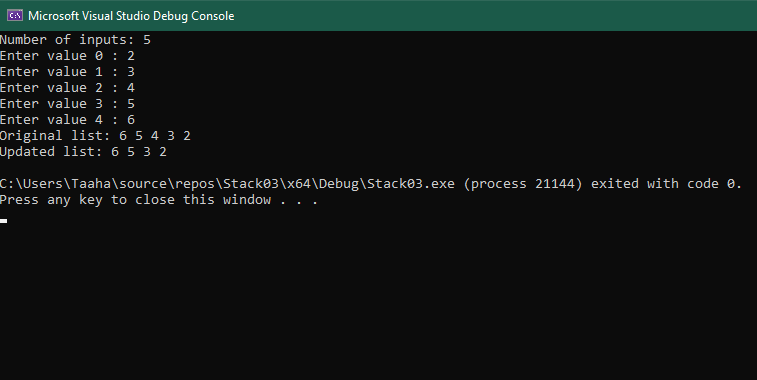 Microsoft Visual Studio Debug Console
Number of inputs: 5
Enter value 0 : 2
Enter value 1 : 3
Enter value 2 : 4
Enter value 3 : 5
Enter value 4 : 6
Original list: 6 5 4 3 2
Updated list: 6 5 3 2
C:\Users\Taaha\source\repos\Stack03\x64\Debug\Stack03.exe (process 21144) exited with code 0.
Press any key to close this window . . .